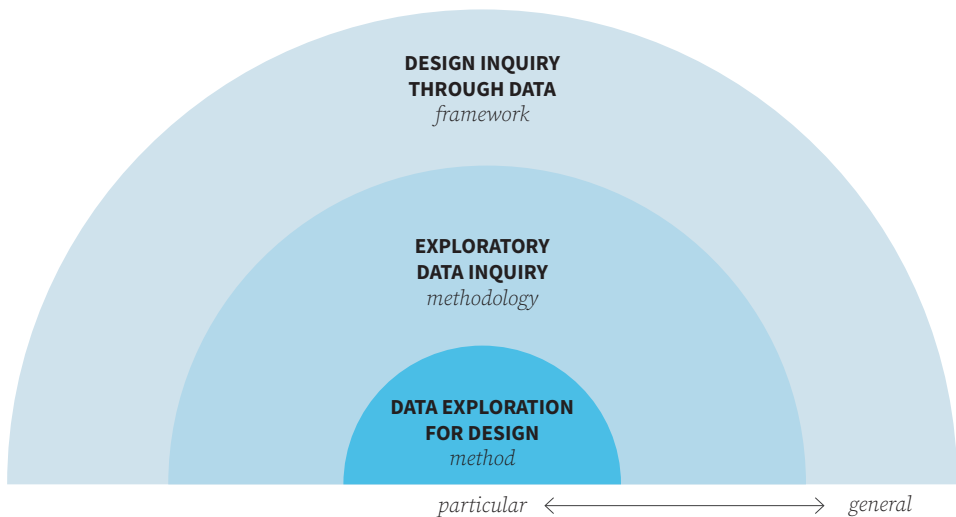 DESIGN INQUIRY
THROUGH DATA
framework
EXPLORATORY
DATA INQUIRY
methodology
DATA EXPLORATION
FOR DESIGN
method
particular general